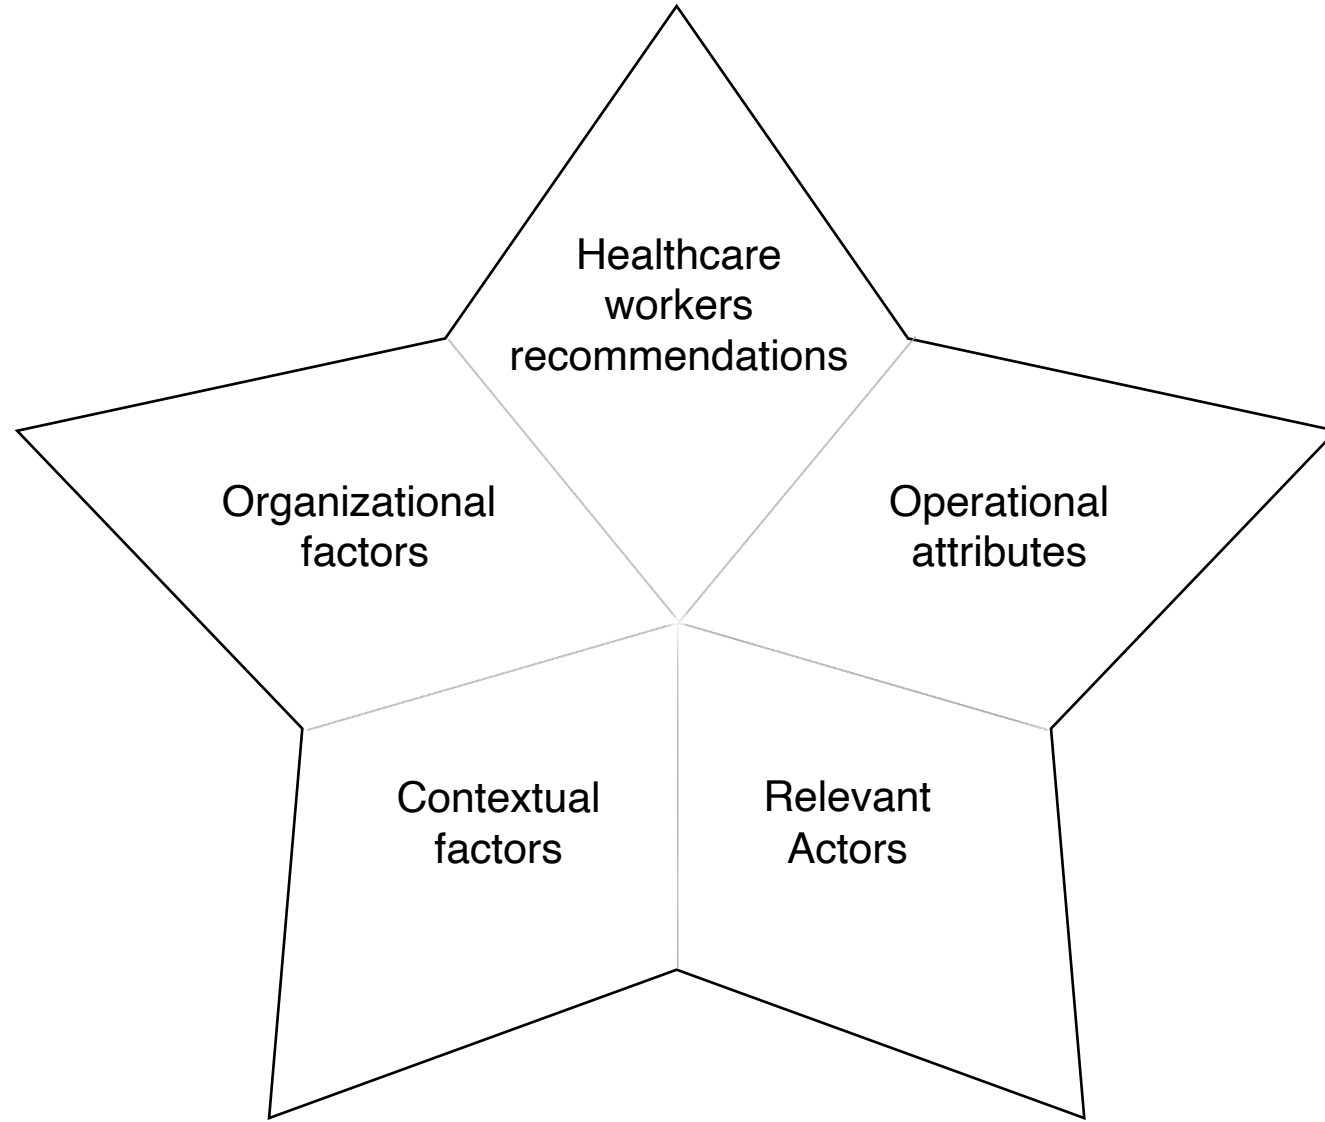 Healthcare
workers
recommendations
Organizational
factors
Operational
attributes
Contextual
factors
Relevant
Actors